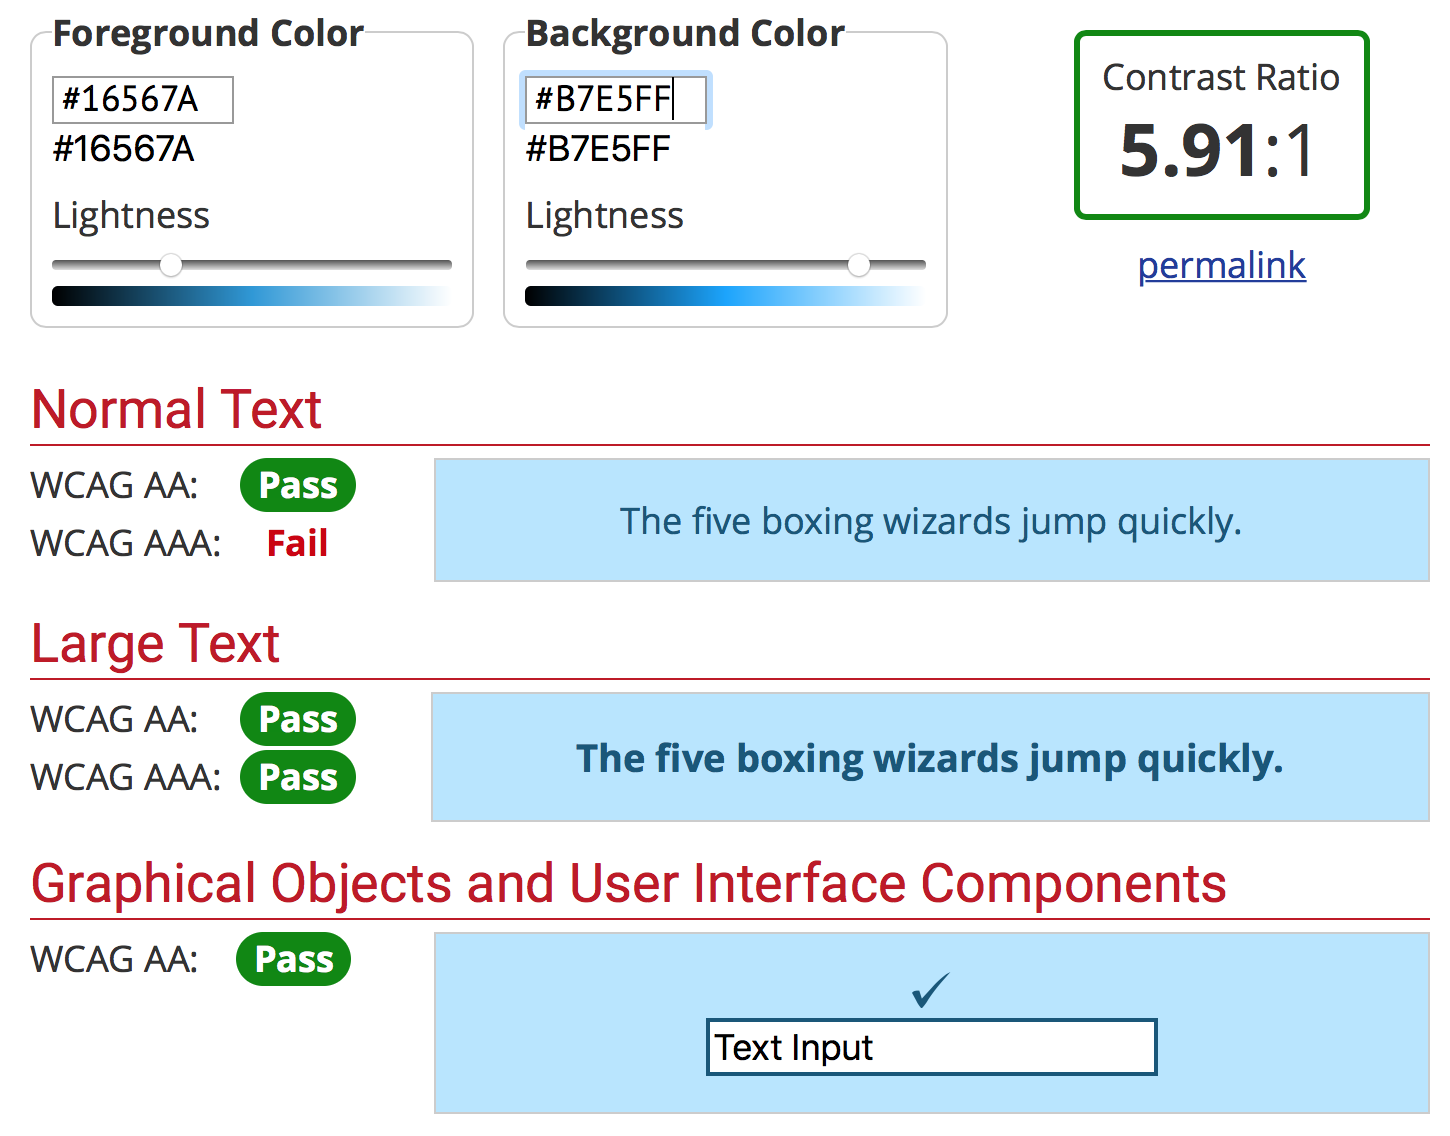 Foreground Color
#16567A
#16567A
Lightness
Background Color
#B7E5FF
#B7E5FF
Lightness
Contrast Ratio
5.91:1
permalink
Normal Text
WCAG AA: Pass
WCAG AAA: Fail
The five boxing wizards jump quickly.
Large Text
WCAG AA: Pass
WCAG AAA: Pass
The five boxing wizards jump quickly.
Graphical Objects and User Interface Components
WCAG AA: Pass
✓
Text Input